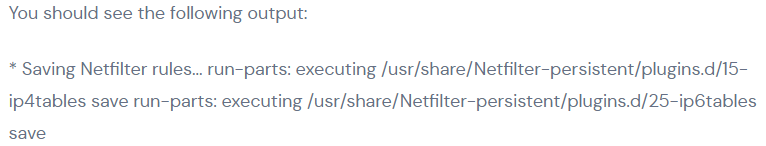 You should see the following output:
* Saving Netfilter rules... run-parts: executing /usr/share/Netfilter-persistent/plugins.d/15-
ip4tables save run-parts: executing /usr/share/Netfilter-persistent/plugins.d/25-ip6tables
save